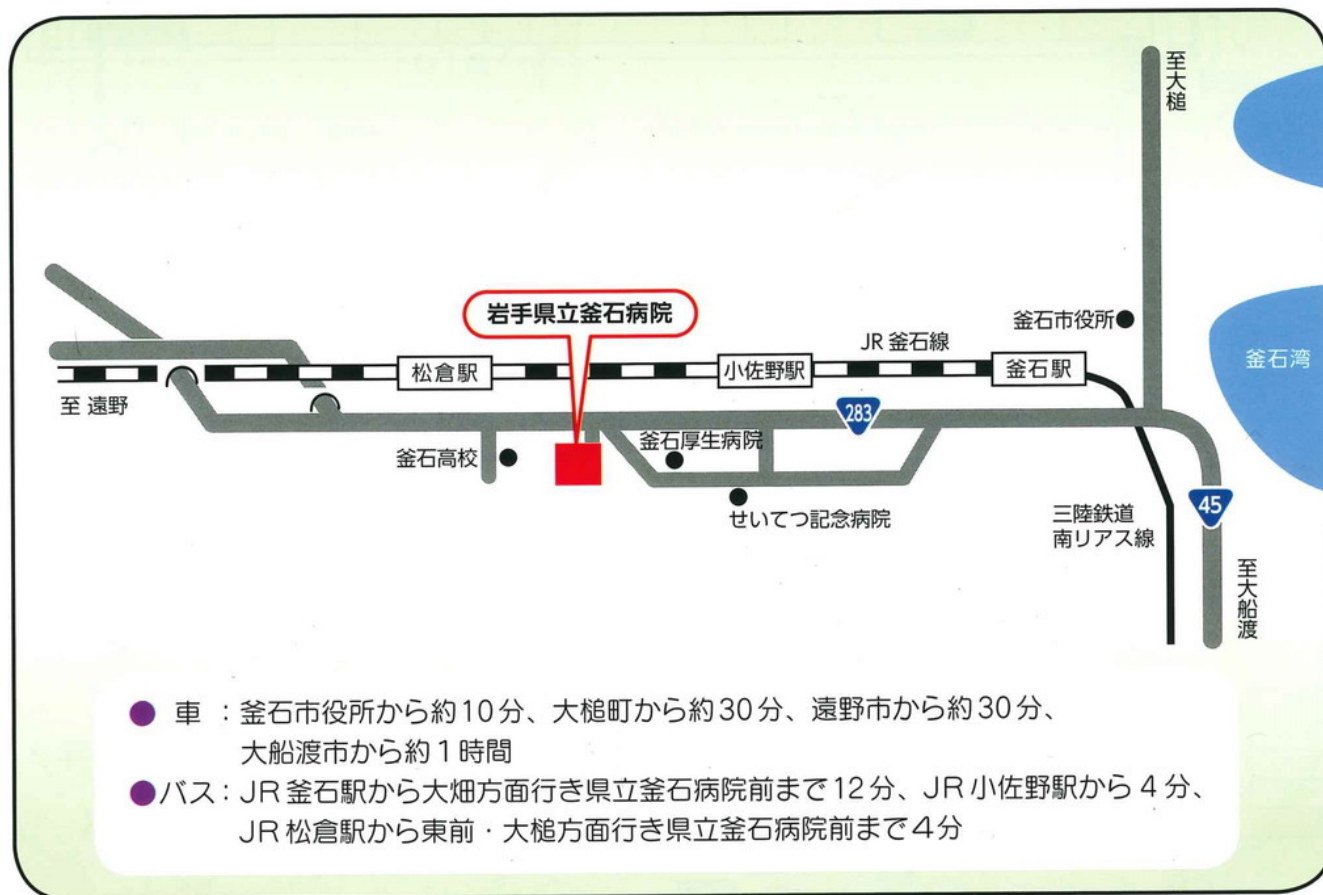 至大槌
岩手県立釜石病院
釜石市役所
JR 釜石線
釜石湾
松倉駅
小佐野駅
釜石駅
至 遠野
283
釜石高校
釜石厚生病院
せいてつ記念病院
三陸鉄道
南リアス線
45
至大船渡
● 車 : 釜石市役所から約10分、大槌町から約30分、遠野市から約30分、
大船渡市から約1時間
●バス: JR 釜石駅から大畑方面行き県立釜石病院前まで12分、JR 小佐野駅から 4 分、
JR 松倉駅から東前・大槌方面行き県立釜石病院前まで4分